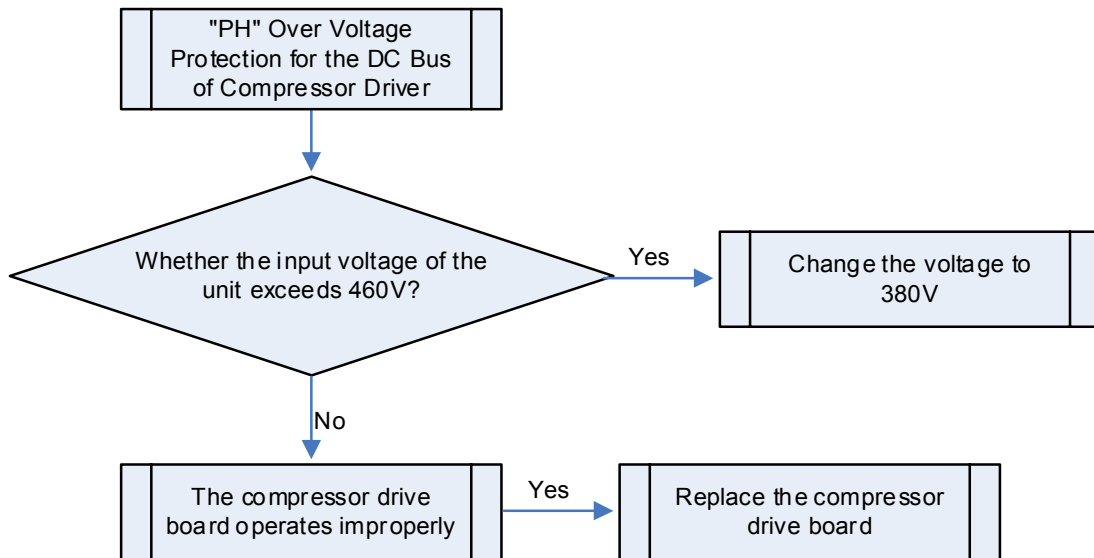 "PH" Over Voltage
Protection for the DC Bus
of Compressor Driver
Whether the input voltage of the
unit exceeds 460V?
Yes
Change the voltage to
380V
No
The compressor drive
board operates improperly
Yes
Replace the compressor
drive board